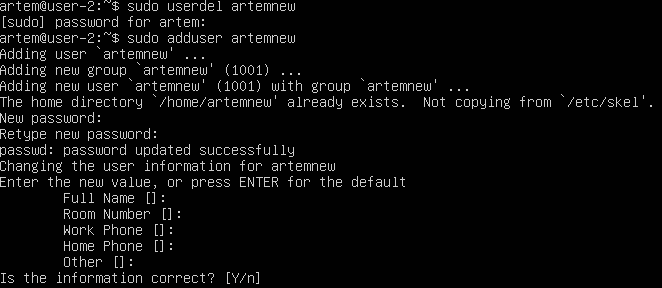 artem@user-2:~$ sudo userdel artemnew
[sudo] password for artem:
artem@user-2:~$ sudo adduser artemnew
Adding user `artemnew' ...
Adding new group `artemnew' (1001) ...
Adding new user `artemnew' (1001) with group `artemnew' ...
The home directory `/home/artemnew' already exists.  Not copying from `/etc/skel'.
New password:
Retype new password:
passwd: password updated successfully
Changing the user information for artemnew
Enter the new value, or press ENTER for the default
        Full Name []:
        Room Number []:
        Work Phone []:
        Home Phone []:
        Other []:
Is the information correct? [Y/n]